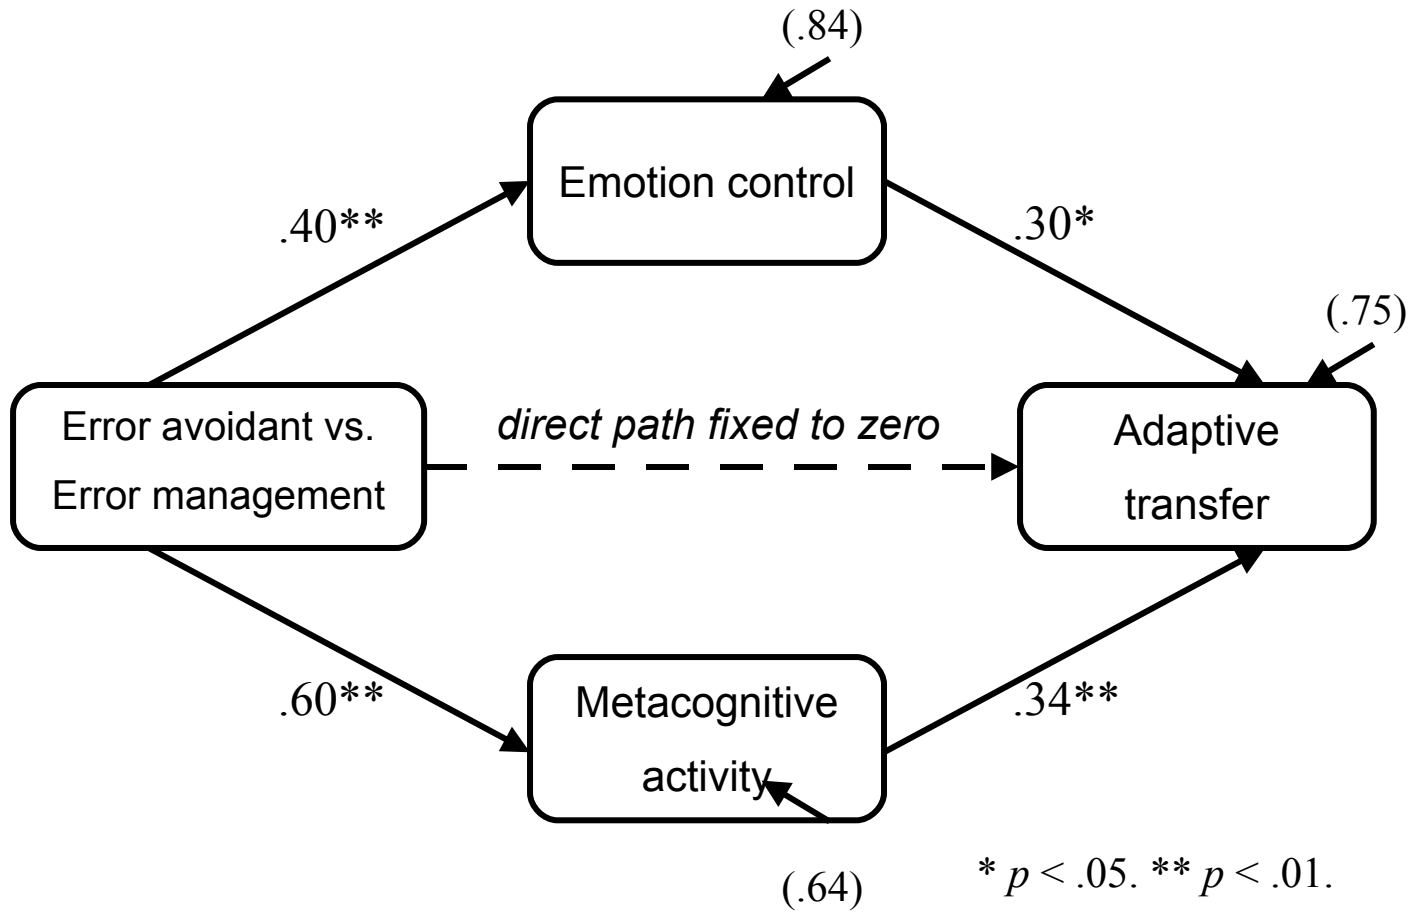 (.84)
Emotion control
.40**
.30*
(.75)
Error avoidant vs.
Error management
direct path fixed to zero
Adaptive
transfer
.60**
Metacognitive
activity
.34**
(.64)
* p < .05. ** p < .01.